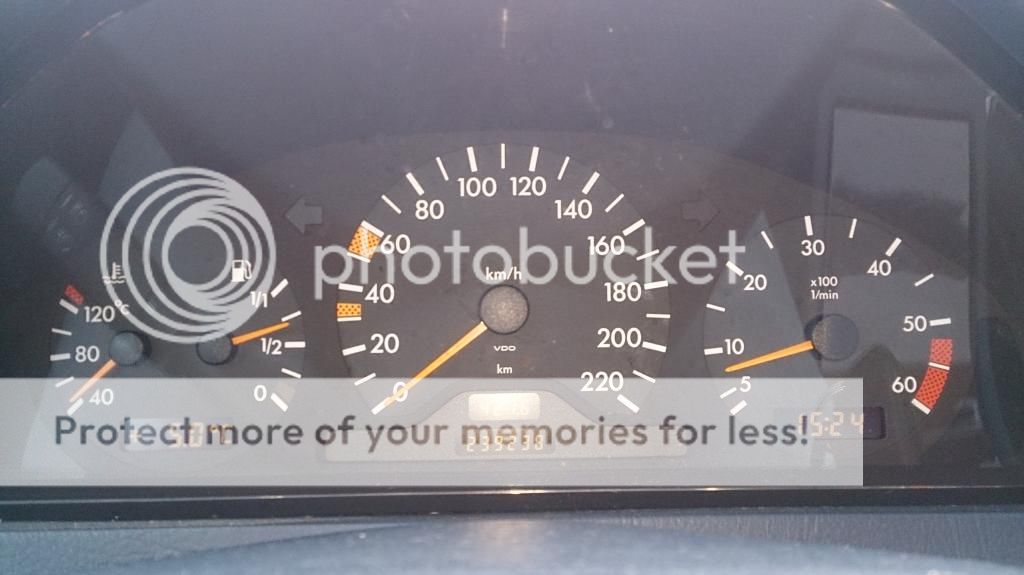 100 120
80 140
60 160
photobucket
km/h
40 180
20 200
0 220
VDO
km
1/1
1/2
0
120°C
80
40
30
20 40
x100
1/min
10 50
5 60
Protect more of your memories for less!
15:24